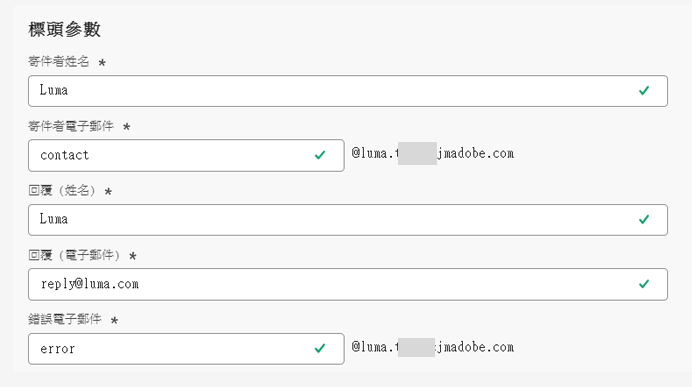 標頭參數
寄件者姓名 *
Luma
寄件者電子郵件 *
contact @luma.t jmadobe.com
回覆（姓名） *
Luma
回覆（電子郵件） *
reply@luma.com
錯誤電子郵件 *
error @luma.t jmadobe.com